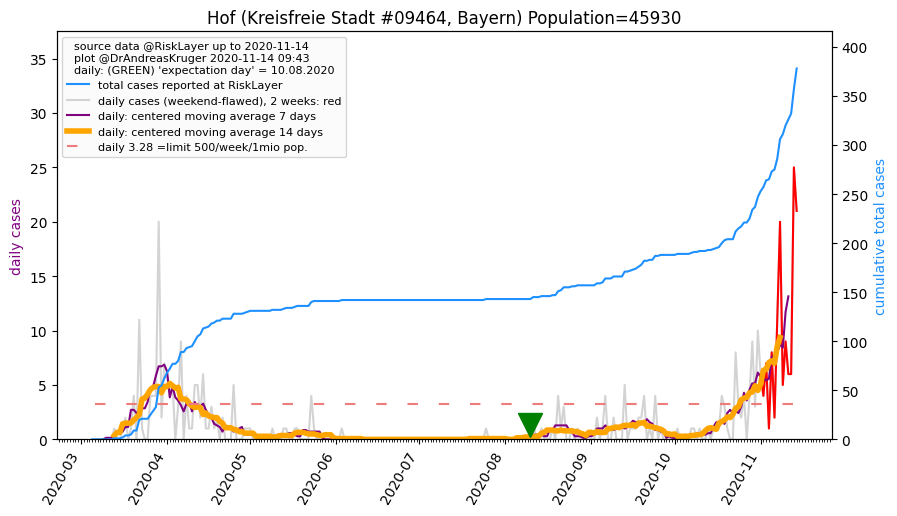 Hof (Kreisfreie Stadt #09464, Bayern) Population=45930
source data @RiskLayer up to 2020-11-14
plot @DrAndreasKruger 2020-11-14 09:43
daily: (GREEN) 'expectation day' = 10.08.2020
total cases reported at RiskLayer
daily cases (weekend-flawed), 2 weeks: red
daily: centered moving average 7 days
daily: centered moving average 14 days
daily 3.28 =limit 500/week/1mio pop.
daily cases
35
30
25
20
15
10
5
0
cumulative total cases
400
350
300
250
200
150
100
50
0
2020-03
2020-04
2020-05
2020-06
2020-07
2020-08
2020-09
2020-10
2020-11